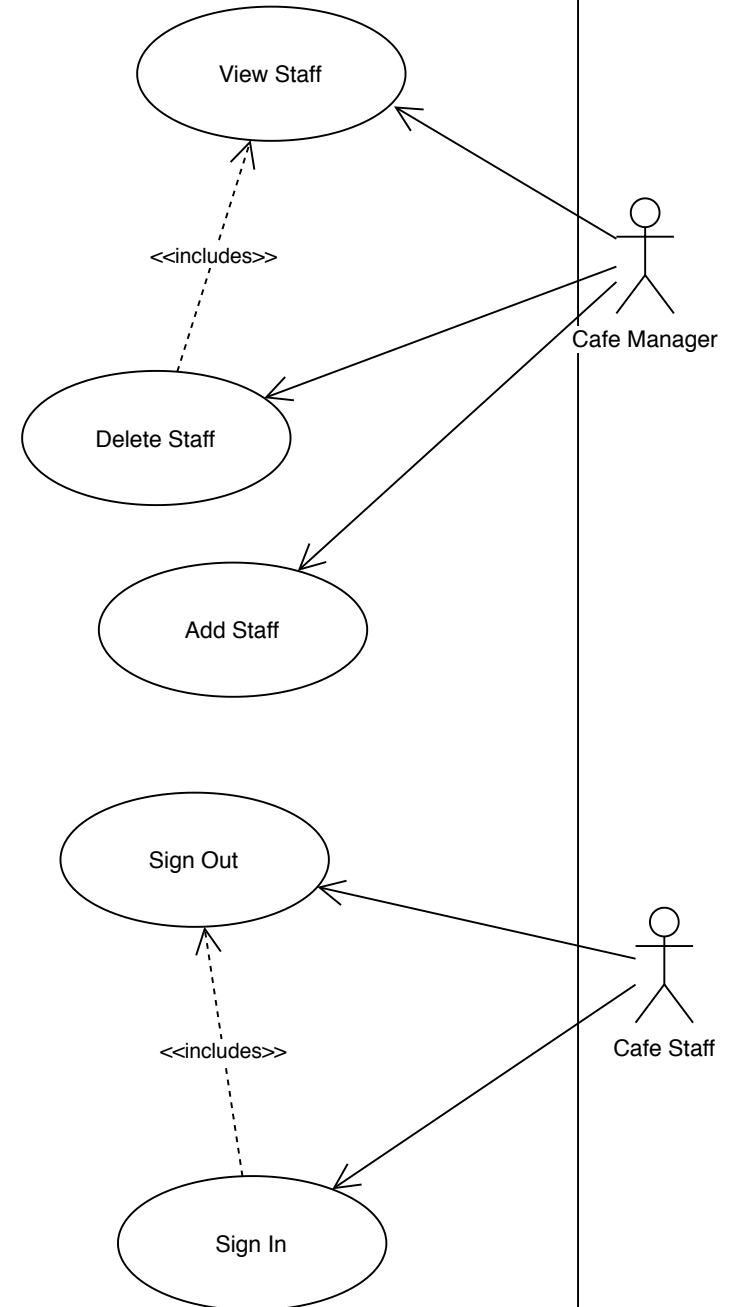 View Staff
<<includes>>
Cafe Manager
Delete Staff
Add Staff
Sign Out
<<includes>>
Cafe Staff
Sign In